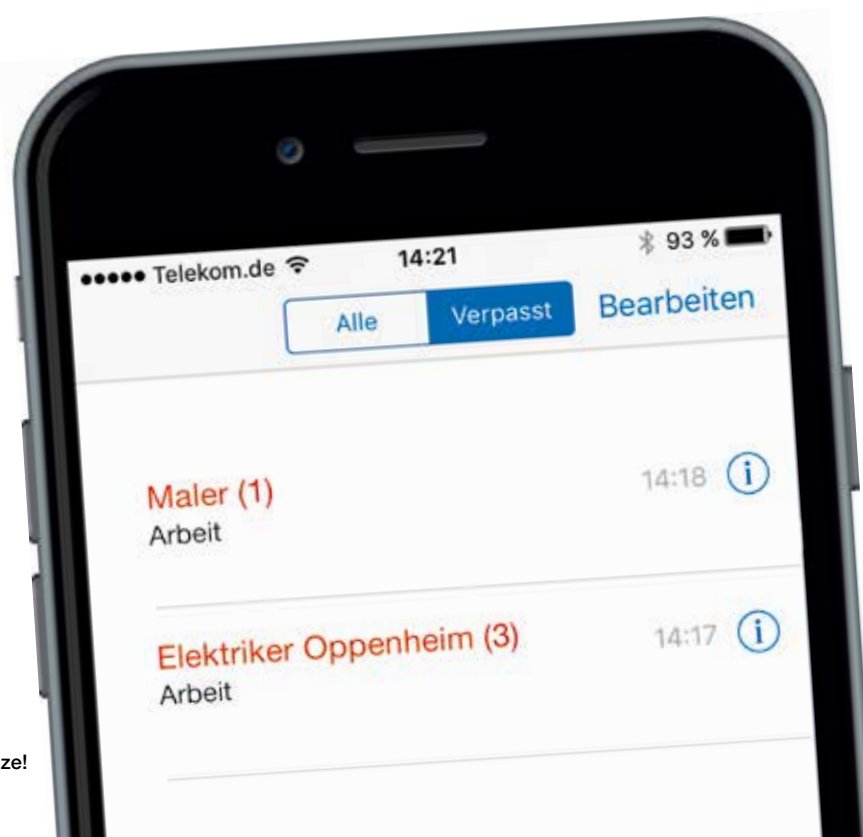 Telekom.de 14:21 93 %
Alle Verpasst Bearbeiten
Maler (1) 14:18 i
Arbeit
Elektriker Oppenheim (3) 14:17 i
Arbeit
ze!